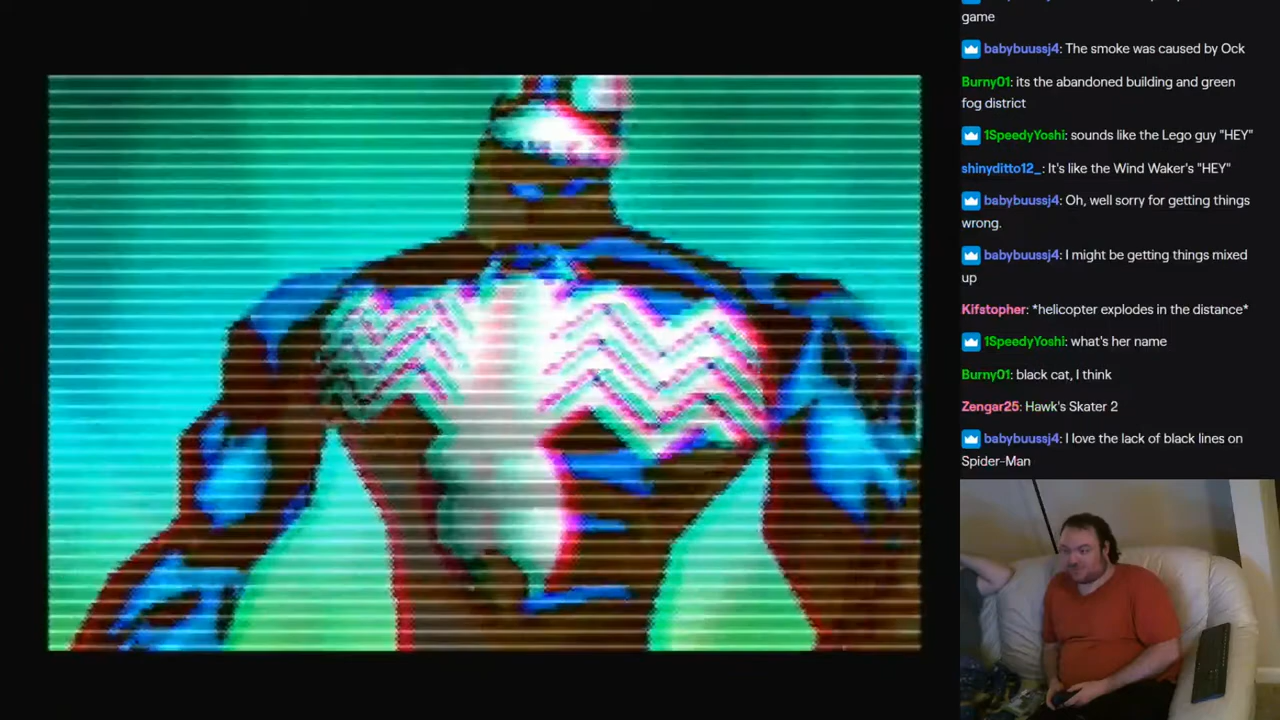 game
babybuussj4: The smoke was caused by Ock
Burny01: its the abandoned building and green
fog district
1SpeedyYoshi: sounds like the Lego guy "HEY"
shinyditto12_: It's like the Wind Waker's "HEY"
babybuussj4: Oh, well sorry for getting things
wrong.
babybuussj4: I might be getting things mixed
up
Kifstopher: *helicopter explodes in the distance*
1SpeedyYoshi: what's her name
Burny01: black cat, I think
Zengar25: Hawk's Skater 2
babybuussj4: I love the lack of black lines on
Spider-Man